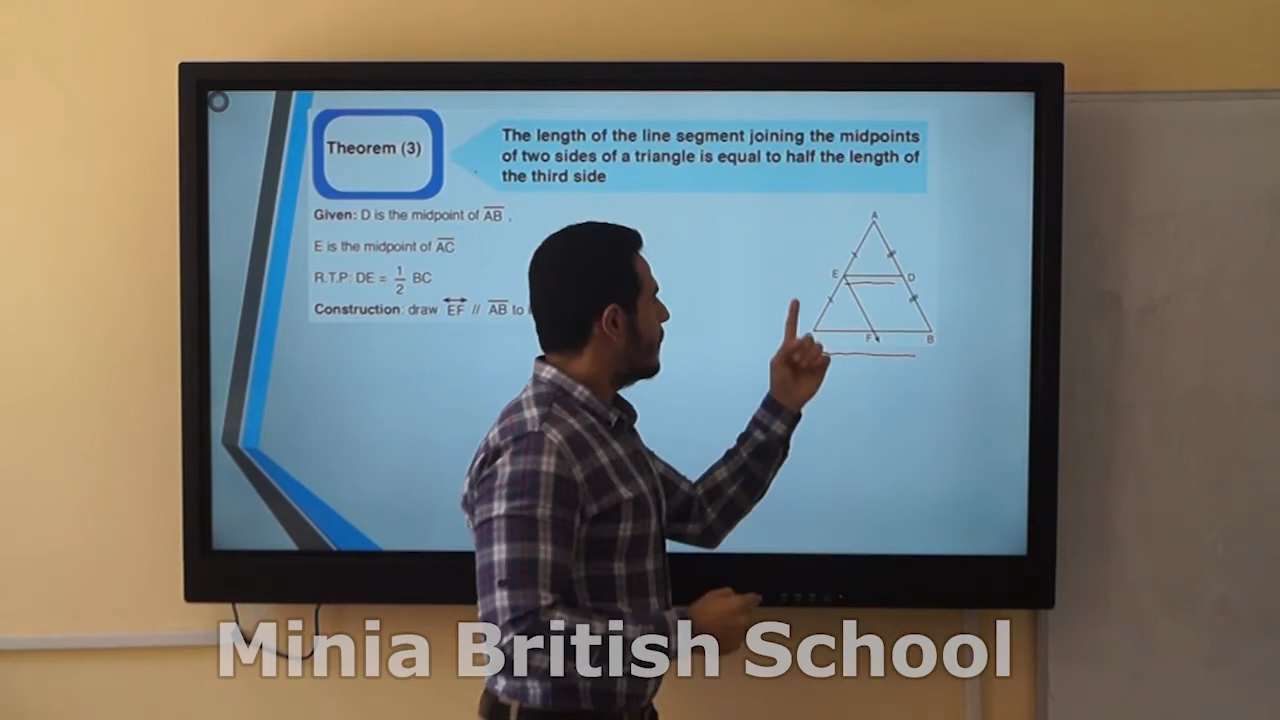 Theorem (3)
The length of the line segment joining the midpoints
of two sides of a triangle is equal to half the length of
the third side
Given: D is the midpoint of AB ,
E is the midpoint of AC
R.T.P: DE = 1/2 BC
Construction: draw EF // AB to
A
E
D
F
B
Minia British School